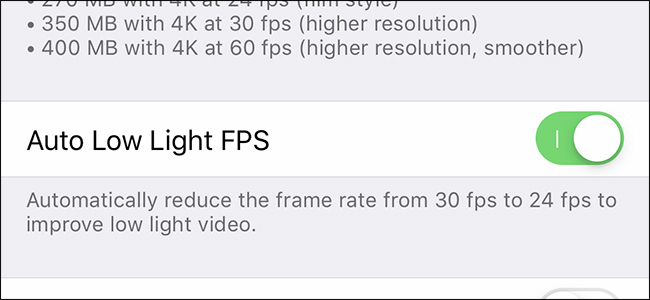 • 270 MB with 4K at 24 fps (film style)
• 350 MB with 4K at 30 fps (higher resolution)
• 400 MB with 4K at 60 fps (higher resolution, smoother)
Auto Low Light FPS
Automatically reduce the frame rate from 30 fps to 24 fps to
improve low light video.